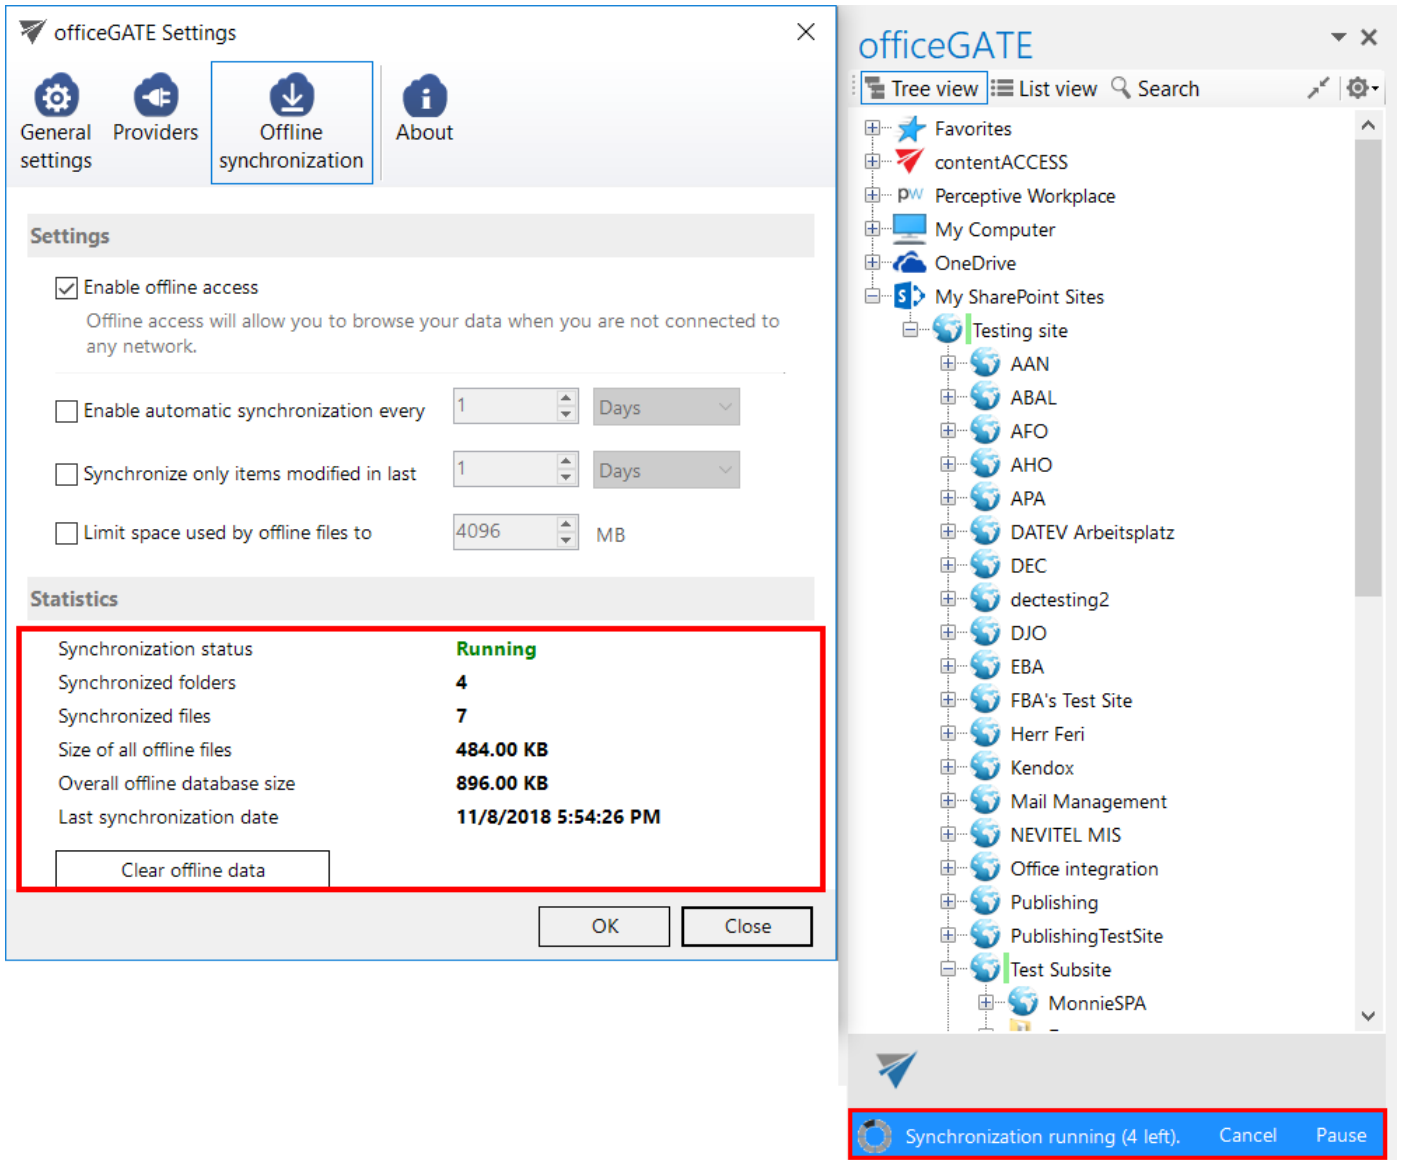 officeGATE Settings
General settings
Providers
Offline synchronization
About
Settings
Enable offline access
Offline access will allow you to browse your data when you are not connected to
any network.
Enable automatic synchronization every 1 Days
Synchronize only items modified in last 1 Days
Limit space used by offline files to 4096 MB
Statistics
Synchronization status Running
Synchronized folders 4
Synchronized files 7
Size of all offline files 484.00 KB
Overall offline database size 896.00 KB
Last synchronization date 11/8/2018 5:54:26 PM
Clear offline data
OK Close
officeGATE
Tree view List view Search
Favorites
contentACCESS
pw Perceptive Workplace
My Computer
OneDrive
S My SharePoint Sites
Testing site
AAN
ABAL
AFO
AHO
APA
DATEV Arbeitsplatz
DEC
dectesting2
DJO
EBA
FBA's Test Site
Herr Feri
Kendox
Mail Management
NEVITEL MIS
Office integration
Publishing
PublishingTestSite
Test Subsite
MonnieSPA
Synchronization running (4 left). Cancel Pause